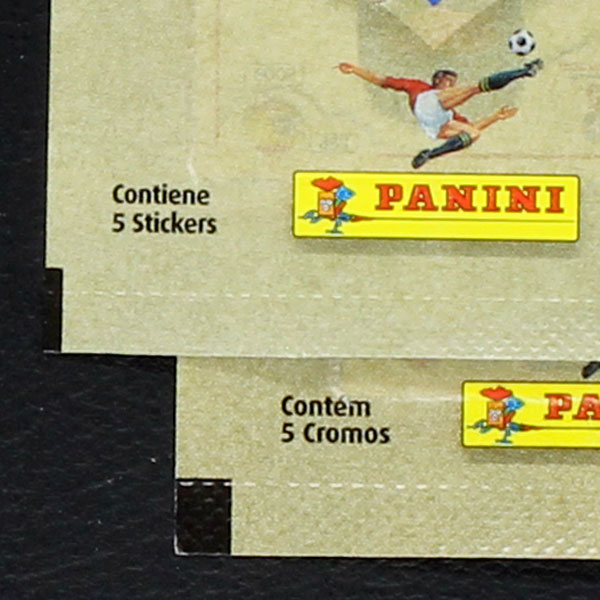 Contiene
5 Stickers
PANINI
Contém
5 Cromos
PA